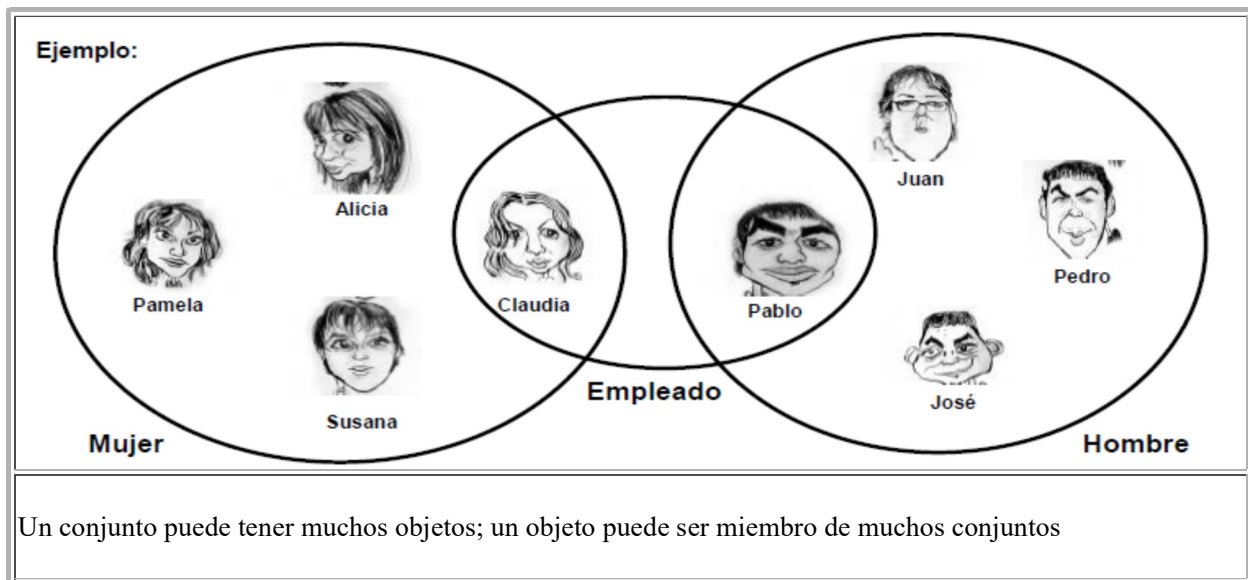 Ejemplo:
Alicia
Pamela
Susana
Claudia
Mujer
Empleado
Pablo
Juan
Pedro
José
Hombre
Un conjunto puede tener muchos objetos; un objeto puede ser miembro de muchos conjuntos